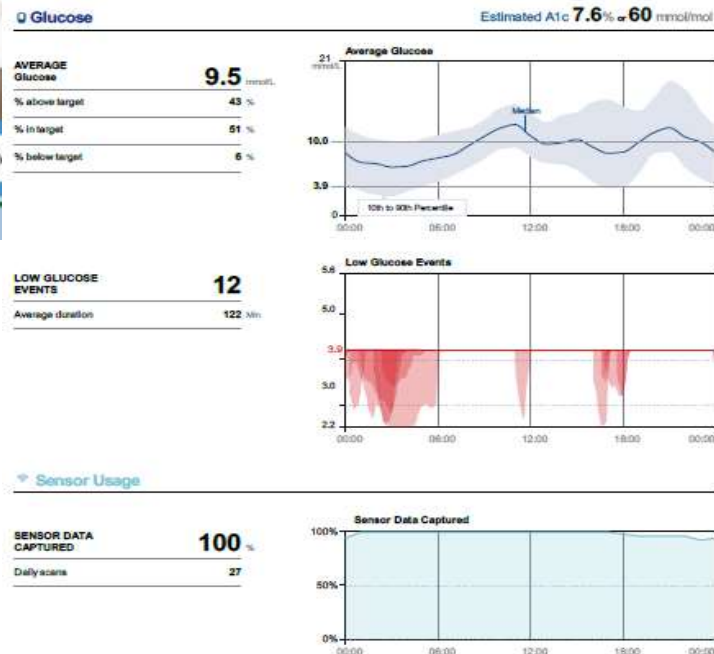 Glucose
Estimated A1c 7.6% or 60 mmol/mol
AVERAGE
Glucose 9.5 mmol/L
% above target 43 %
% in target 51 %
% below target 6 %
Average Glucose
21
mmol/L
10.0
3.9
0
Median
10th to 90th Percentile
00:00 06:00 12:00 18:00 00:00
LOW GLUCOSE
EVENTS 12
Average duration 122 Min
Low Glucose Events
5.6
5.0
3.9
3.0
2.2
00:00 06:00 12:00 18:00 00:00
Sensor Usage
SENSOR DATA
CAPTURED 100 %
Daily scans 27
Sensor Data Captured
100%
50%
0%
00:00 06:00 12:00 18:00 00:00